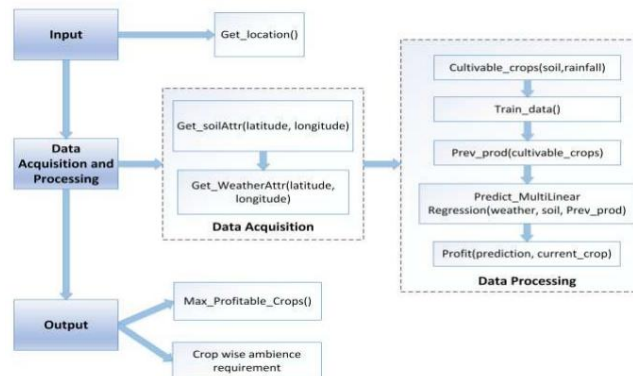 Input
Get_location()
Data
Acquisition and
Processing
Get_soilAttr(latitude, longitude)
Get_WeatherAttr(latitude,
longitude)
Data Acquisition
Cultivable_crops(soil,rainfall)
Train_data()
Prev_prod(cultivable_crops)
Predict_MultiLinear
Regression(weather, soil, Prev_prod)
Profit(prediction, current_crop)
Data Processing
Output
Max_Profitable_Crops()
Crop wise ambience
requirement